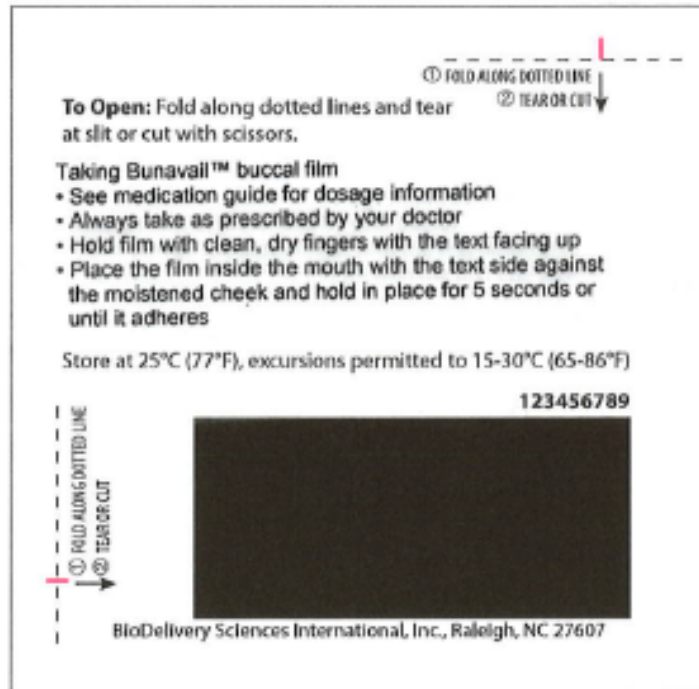 ① FOLD ALONG DOTTED LINE
② TEAR OR CUT
To Open: Fold along dotted lines and tear
at slit or cut with scissors.
Taking Bunavail™ buccal film
• See medication guide for dosage information
• Always take as prescribed by your doctor
• Hold film with clean, dry fingers with the text facing up
• Place the film inside the mouth with the text side against
the moistened cheek and hold in place for 5 seconds or
until it adheres
Store at 25°C (77°F), excursions permitted to 15-30°C (65-86°F)
123456789
① FOLD ALONG DOTTED LINE
② TEAR OR CUT
BioDelivery Sciences International, Inc., Raleigh, NC 27607